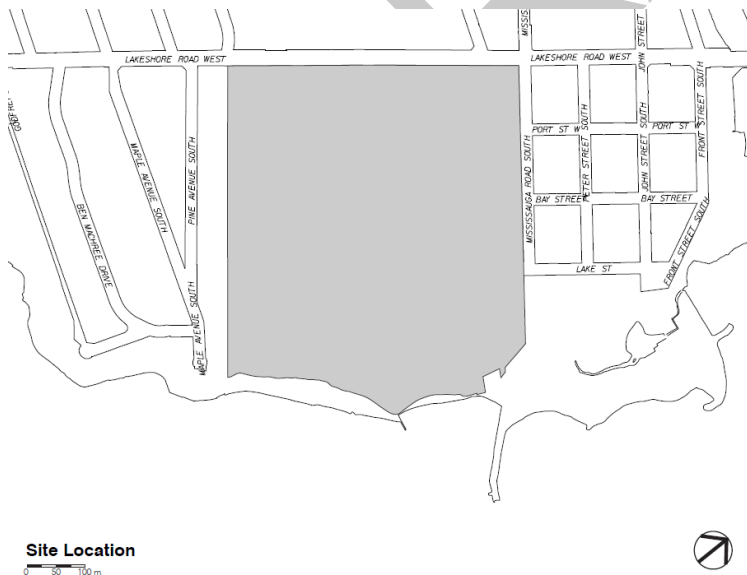 MISSISS
LAKESHORE ROAD WEST
LAKESHORE ROAD WEST
JOHN STREET
GODFREY
MAPLE AVENUE SOUTH
PINE AVENUE SOUTH
BEN MACHREE DRIVE
MAPLE AVENUE SOUTH
MISSISSAUGA ROAD SOUTH
PORT ST W
PORT ST W
PETER STREET SOUTH
JOHN STREET SOUTH
FRONT STREET SOUTH
BAY STREET
BAY STREET
FRONT STREET SOUTH
LAKE ST
Site Location
0 50 100 m